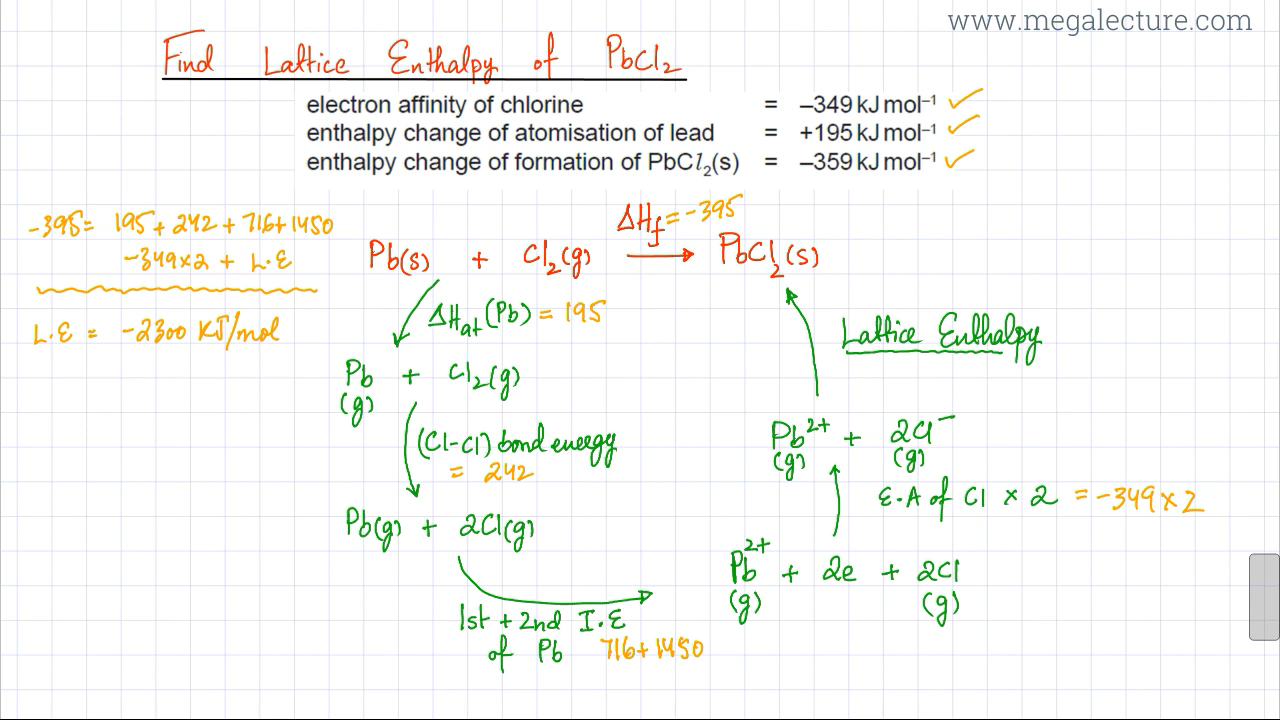 www.megalecture.com
Find Lattice Enthalpy of PbCl2
electron affinity of chlorine = –349 kJ mol⁻¹ ✓
enthalpy change of atomisation of lead = +195 kJ mol⁻¹ ✓
enthalpy change of formation of PbCl₂(s) = –359 kJ mol⁻¹ ✓
-395= 195+242+716+1450
-349×2 + L.E
L.E = -2300 KJ/mol
ΔHf = -395
Pb(s) + Cl₂(g) → PbCl₂(s)
ΔHat(Pb) = 195
Lattice Enthalpy
Pb + Cl₂(g)
(g)
(Cl-Cl) bond energy
= 242
Pb²⁺ + 2Cl⁻
(g) (g)
E.A of Cl × 2 = -349×2
Pb(g) + 2Cl(g)
Pb²⁺ + 2e + 2Cl
(g) (g)
1st + 2nd I.E
of Pb 716+1450